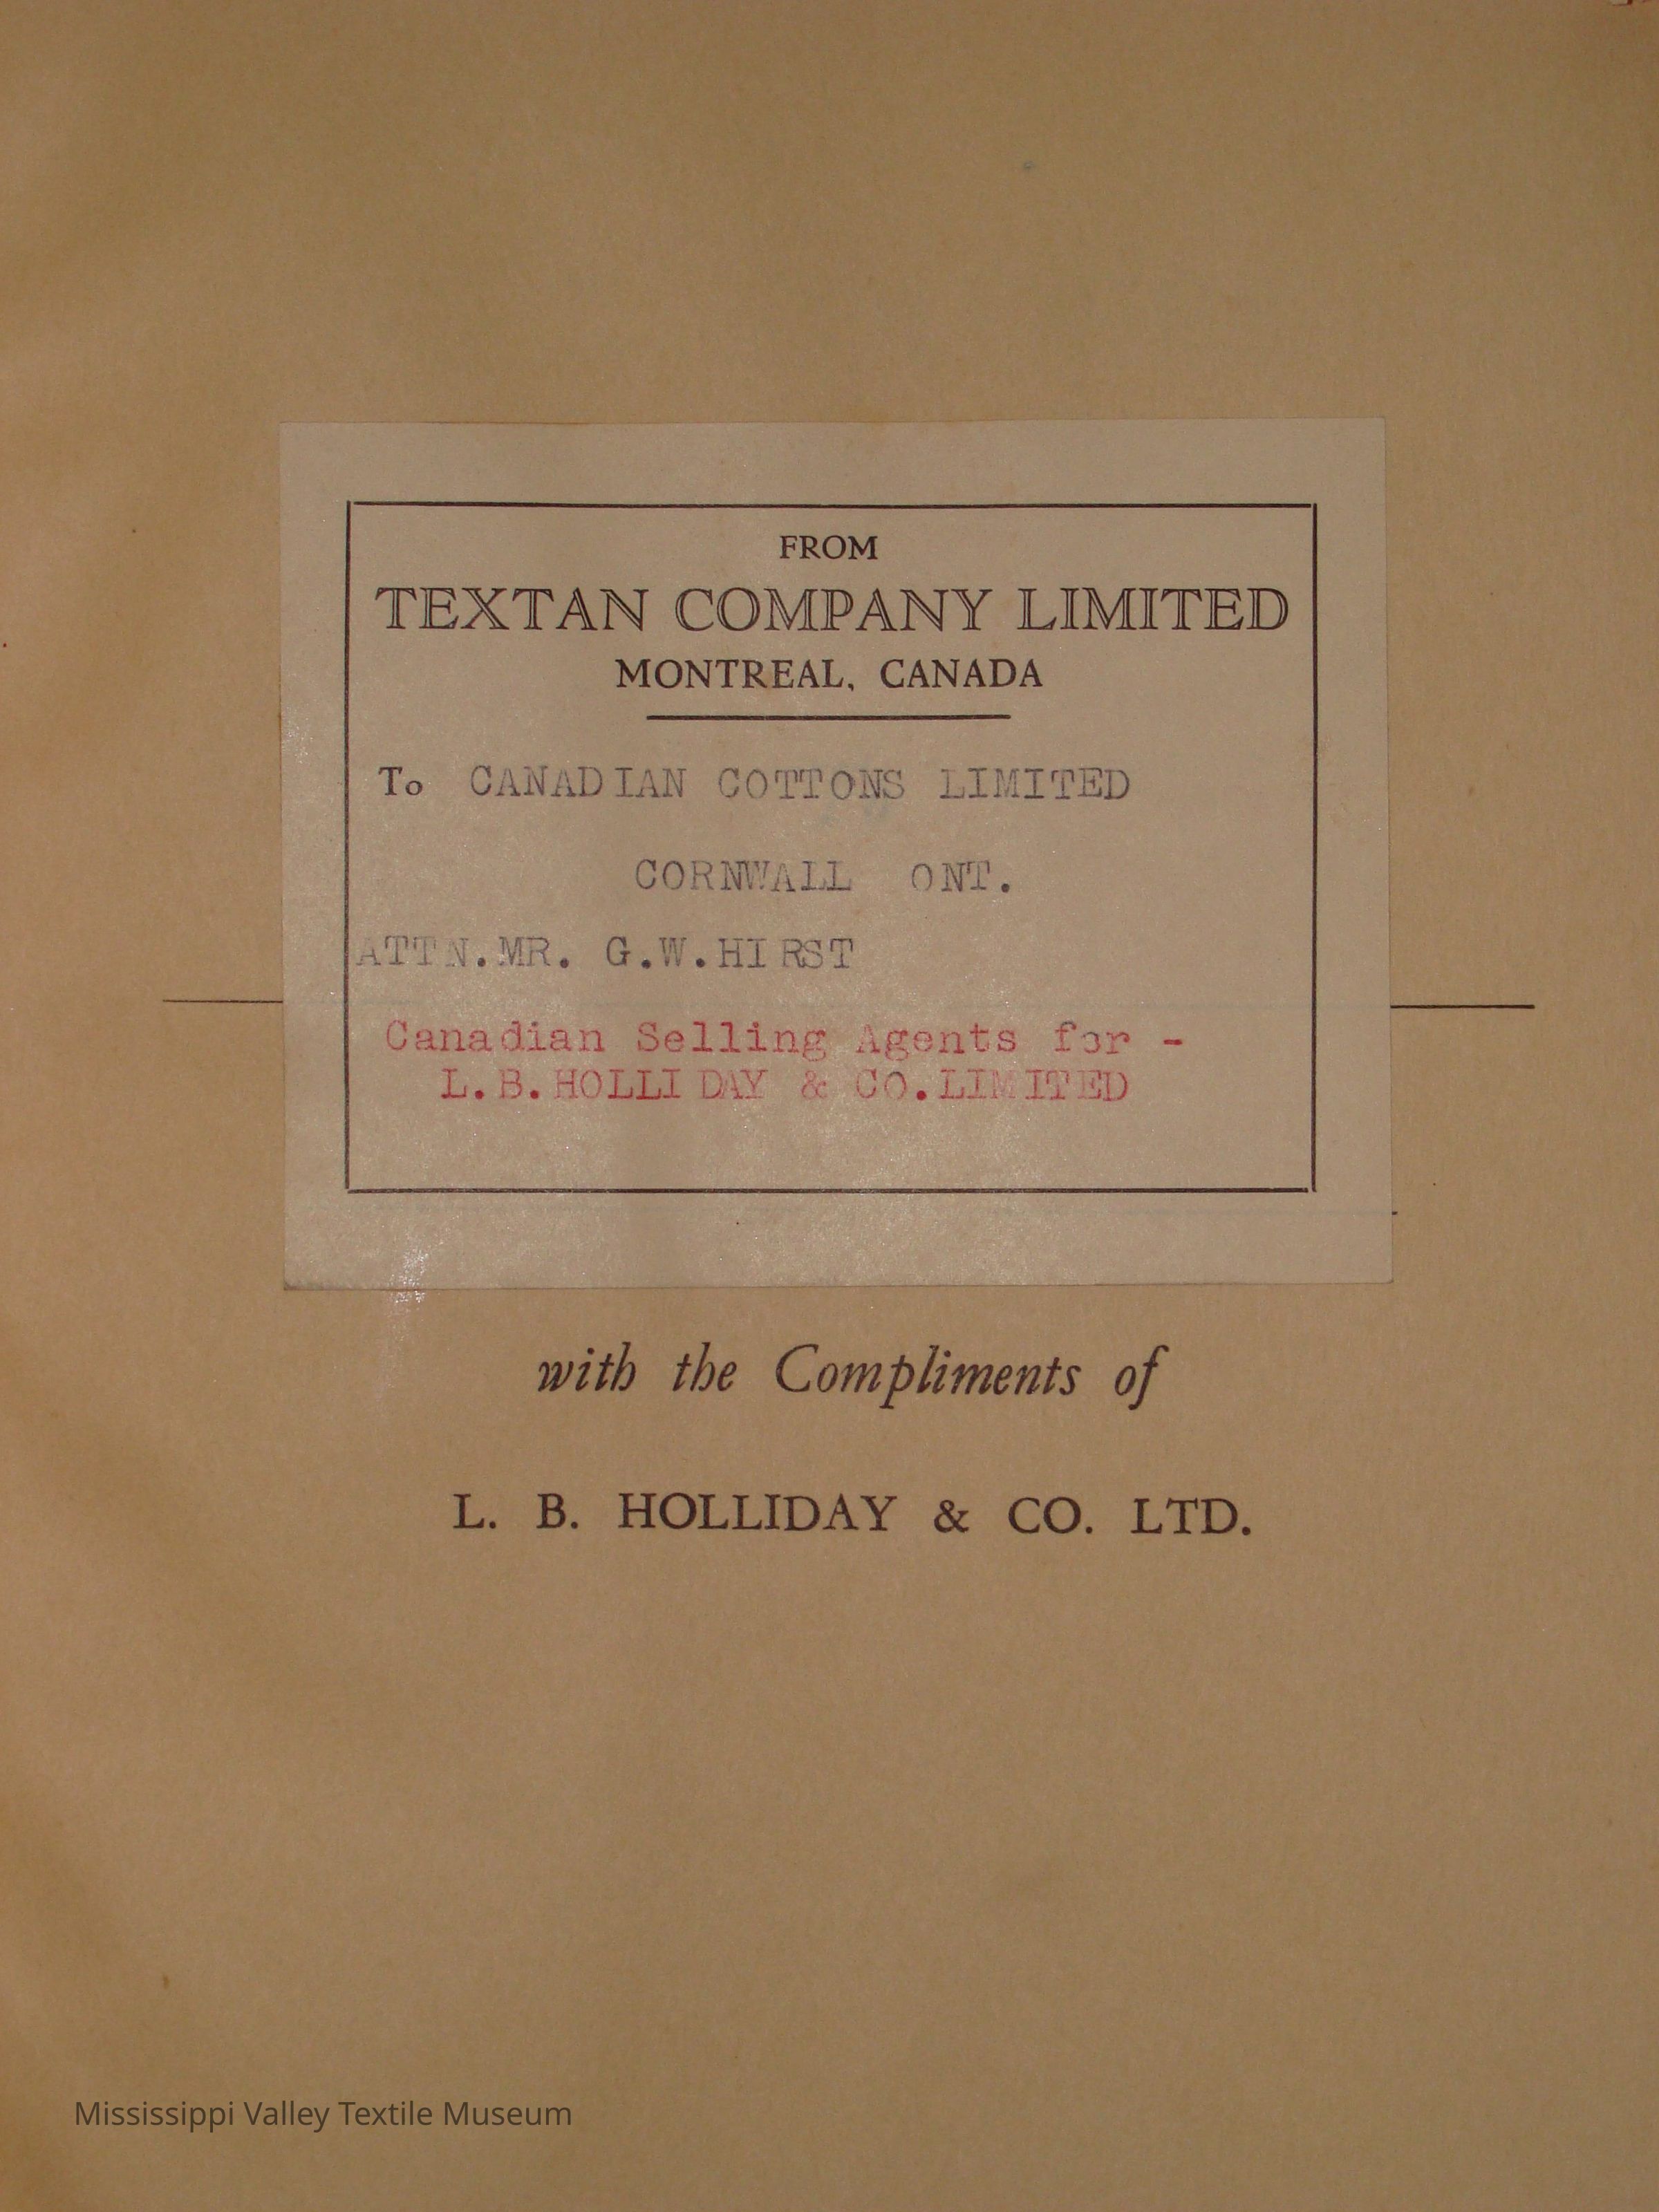 FROM
TEXTAN COMPANY LIMITED
MONTREAL, CANADA
To CANADIAN COTTONS LIMITED
CORNWALL ONT.
ATTN.MR. G.W.HIRST
Canadian Selling Agents for -
L.B.HOLLIDAY & CO.LIMITED
with the Compliments of
L. B. HOLLIDAY & CO. LTD.
Mississippi Valley Textile Museum